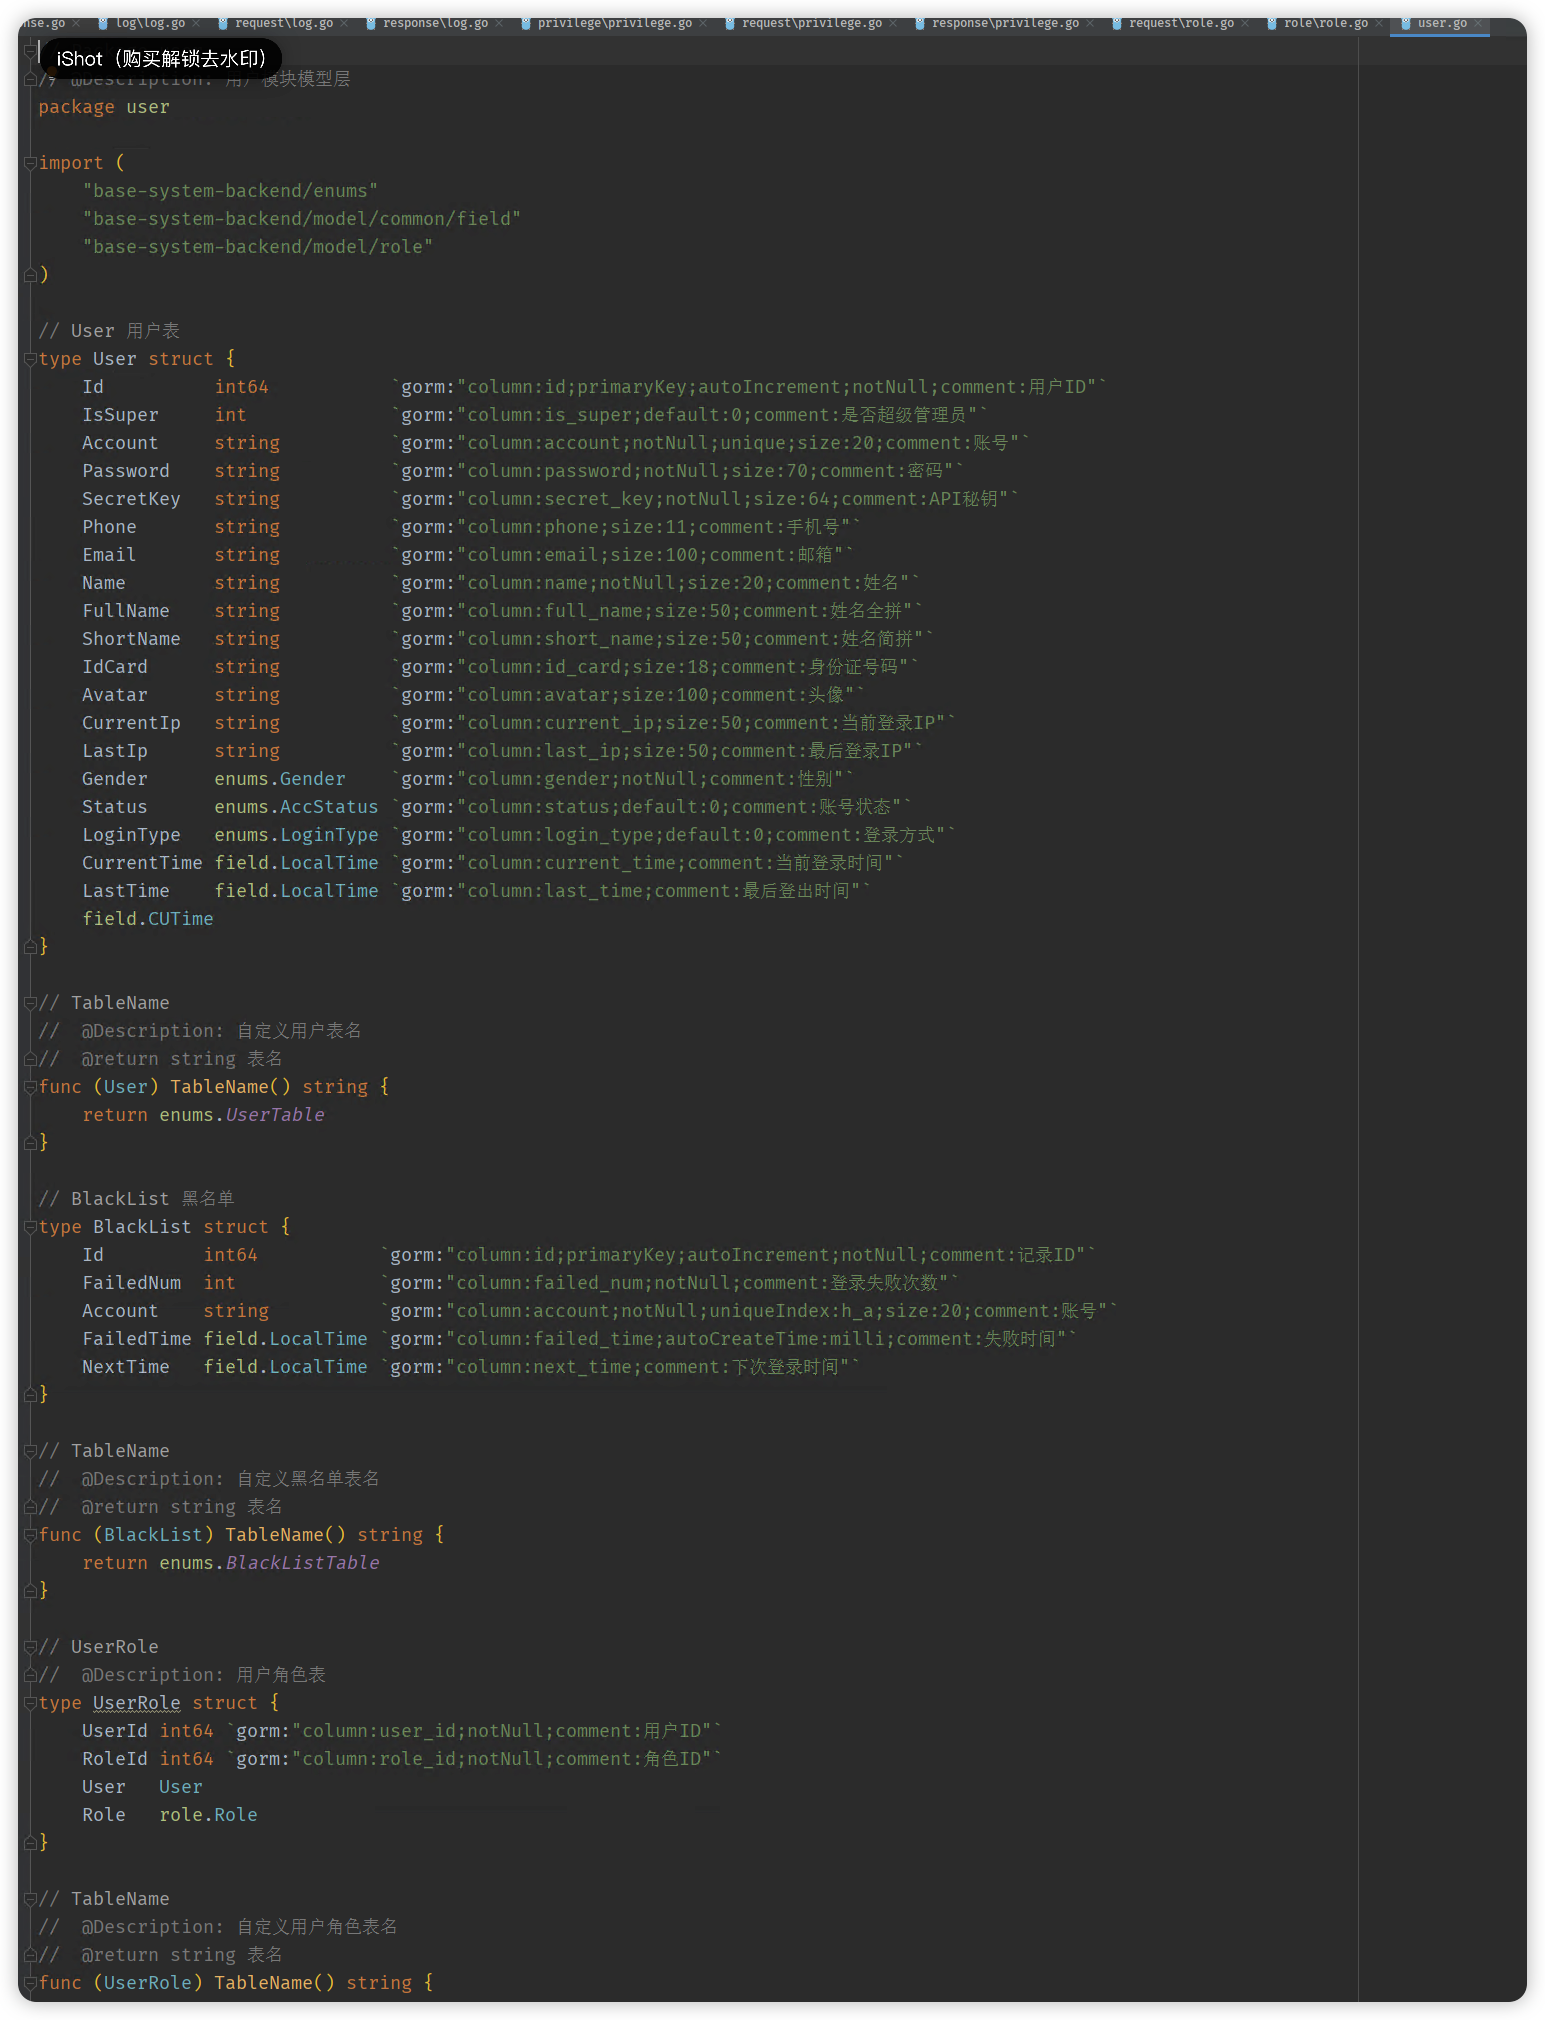 nse.go log\log.go request\log.go response\log.go privilege\privilege.go request\privilege.go response\privilege.go request\role.go role\role.go user.go
iShot（购买解锁去水印）
// @Description: 用户模块模型层
package user
import (
"base-system-backend/enums"
"base-system-backend/model/common/field"
"base-system-backend/model/role"
)
// User 用户表
type User struct {
Id int64 `gorm:"column:id;primaryKey;autoIncrement;notNull;comment:用户ID"`
IsSuper int `gorm:"column:is_super;default:0;comment:是否超级管理员"`
Account string `gorm:"column:account;notNull;unique;size:20;comment:账号"`
Password string `gorm:"column:password;notNull;size:70;comment:密码"`
SecretKey string `gorm:"column:secret_key;notNull;size:64;comment:API秘钥"`
Phone string `gorm:"column:phone;size:11;comment:手机号"`
Email string `gorm:"column:email;size:100;comment:邮箱"`
Name string `gorm:"column:name;notNull;size:20;comment:姓名"`
FullName string `gorm:"column:full_name;size:50;comment:姓名全拼"`
ShortName string `gorm:"column:short_name;size:50;comment:姓名简拼"`
IdCard string `gorm:"column:id_card;size:18;comment:身份证号码"`
Avatar string `gorm:"column:avatar;size:100;comment:头像"`
CurrentIp string `gorm:"column:current_ip;size:50;comment:当前登录IP"`
LastIp string `gorm:"column:last_ip;size:50;comment:最后登录IP"`
Gender enums.Gender `gorm:"column:gender;notNull;comment:性别"`
Status enums.AccStatus `gorm:"column:status;default:0;comment:账号状态"`
LoginType enums.LoginType `gorm:"column:login_type;default:0;comment:登录方式"`
CurrentTime field.LocalTime `gorm:"column:current_time;comment:当前登录时间"`
LastTime field.LocalTime `gorm:"column:last_time;comment:最后登出时间"`
field.CUTime
}
// TableName
// @Description: 自定义用户表名
// @return string 表名
func (User) TableName() string {
return enums.UserTable
}
// BlackList 黑名单
type BlackList struct {
Id int64 `gorm:"column:id;primaryKey;autoIncrement;notNull;comment:记录ID"`
FailedNum int `gorm:"column:failed_num;notNull;comment:登录失败次数"`
Account string `gorm:"column:account;notNull;uniqueIndex:h_a;size:20;comment:账号"`
FailedTime field.LocalTime `gorm:"column:failed_time;autoCreateTime:milli;comment:失败时间"`
NextTime field.LocalTime `gorm:"column:next_time;comment:下次登录时间"`
}
// TableName
// @Description: 自定义黑名单表名
// @return string 表名
func (BlackList) TableName() string {
return enums.BlackListTable
}
// UserRole
// @Description: 用户角色表
type UserRole struct {
UserId int64 `gorm:"column:user_id;notNull;comment:用户ID"`
RoleId int64 `gorm:"column:role_id;notNull;comment:角色ID"`
User User
Role role.Role
}
// TableName
// @Description: 自定义用户角色表名
// @return string 表名
func (UserRole) TableName() string {